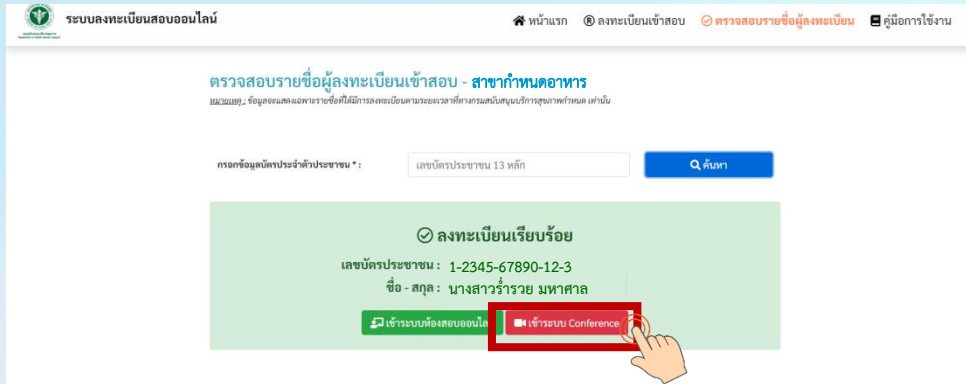 ระบบลงทะเบียนสอบออนไลน์
หน้าแรก ® ลงทะเบียนเข้าสอบ ตรวจสอบรายชื่อผู้ลงทะเบียน คู่มือการใช้งาน
ตรวจสอบรายชื่อผู้ลงทะเบียนเข้าสอบ - สาขากำหนดอาหาร
หมายเหตุ : ข้อมูลจะแสดงเฉพาะรายชื่อที่ได้มีการลงทะเบียนตามระยะเวลาที่ทางกรมสนับสนุนบริการสุขภาพกำหนด เท่านั้น
กรอกข้อมูลบัตรประจำตัวประชาชน * : เลขบัตรประชาชน 13 หลัก ค้นหา
ลงทะเบียนเรียบร้อย
เลขบัตรประชาชน : 1-2345-67890-12-3
ชื่อ - สกุล : นางสาวร่ำรวย มหาศาล
เข้าระบบห้องสอบออนไล เข้าระบบ Conference